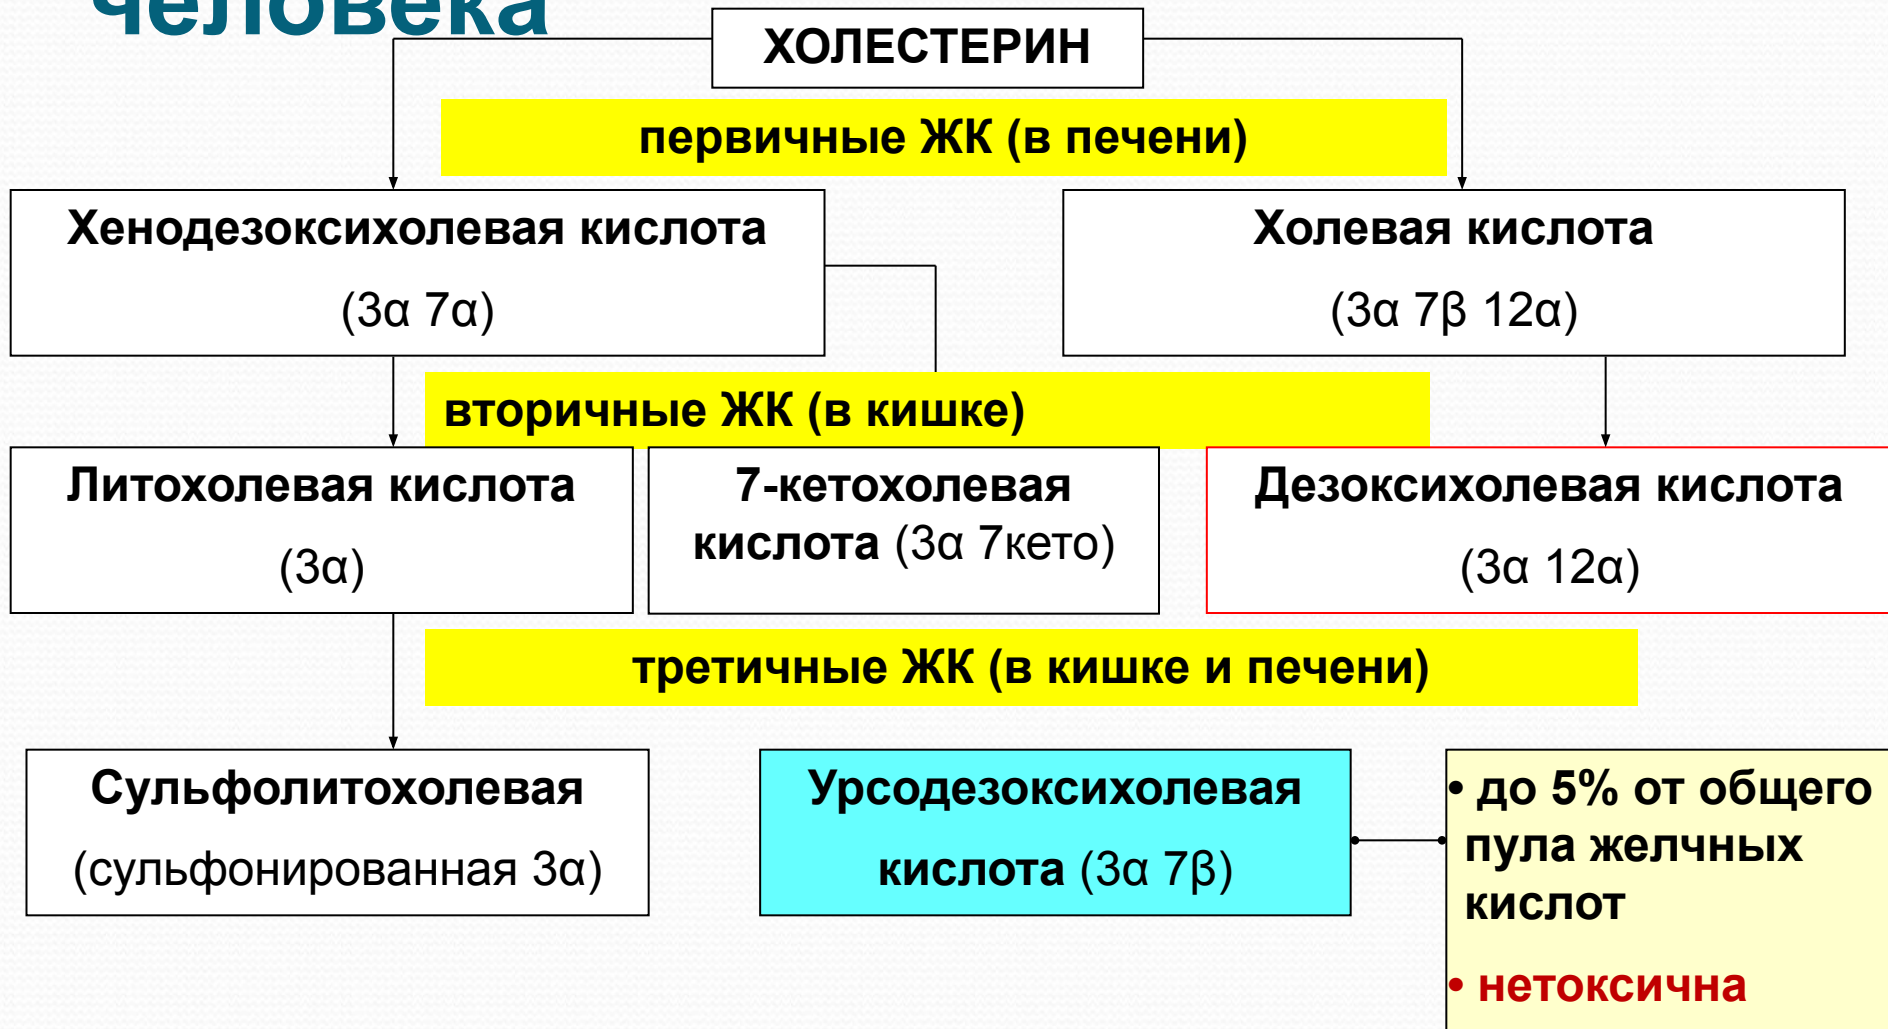 человека
ХОЛЕСТЕРИН
первичные ЖК (в печени)
Хенодезоксихолевая кислота
(3α 7α)
Холевая кислота
(3α 7β 12α)
вторичные ЖК (в кишке)
Литохолевая кислота
(3α)
7-кетохолевая
кислота (3α 7кето)
Дезоксихолевая кислота
(3α 12α)
третичные ЖК (в кишке и печени)
Сульфолитохолевая
(сульфонированная 3α)
Урсодезоксихолевая
кислота (3α 7β)
• до 5% от общего
пула желчных
кислот
• нетоксична